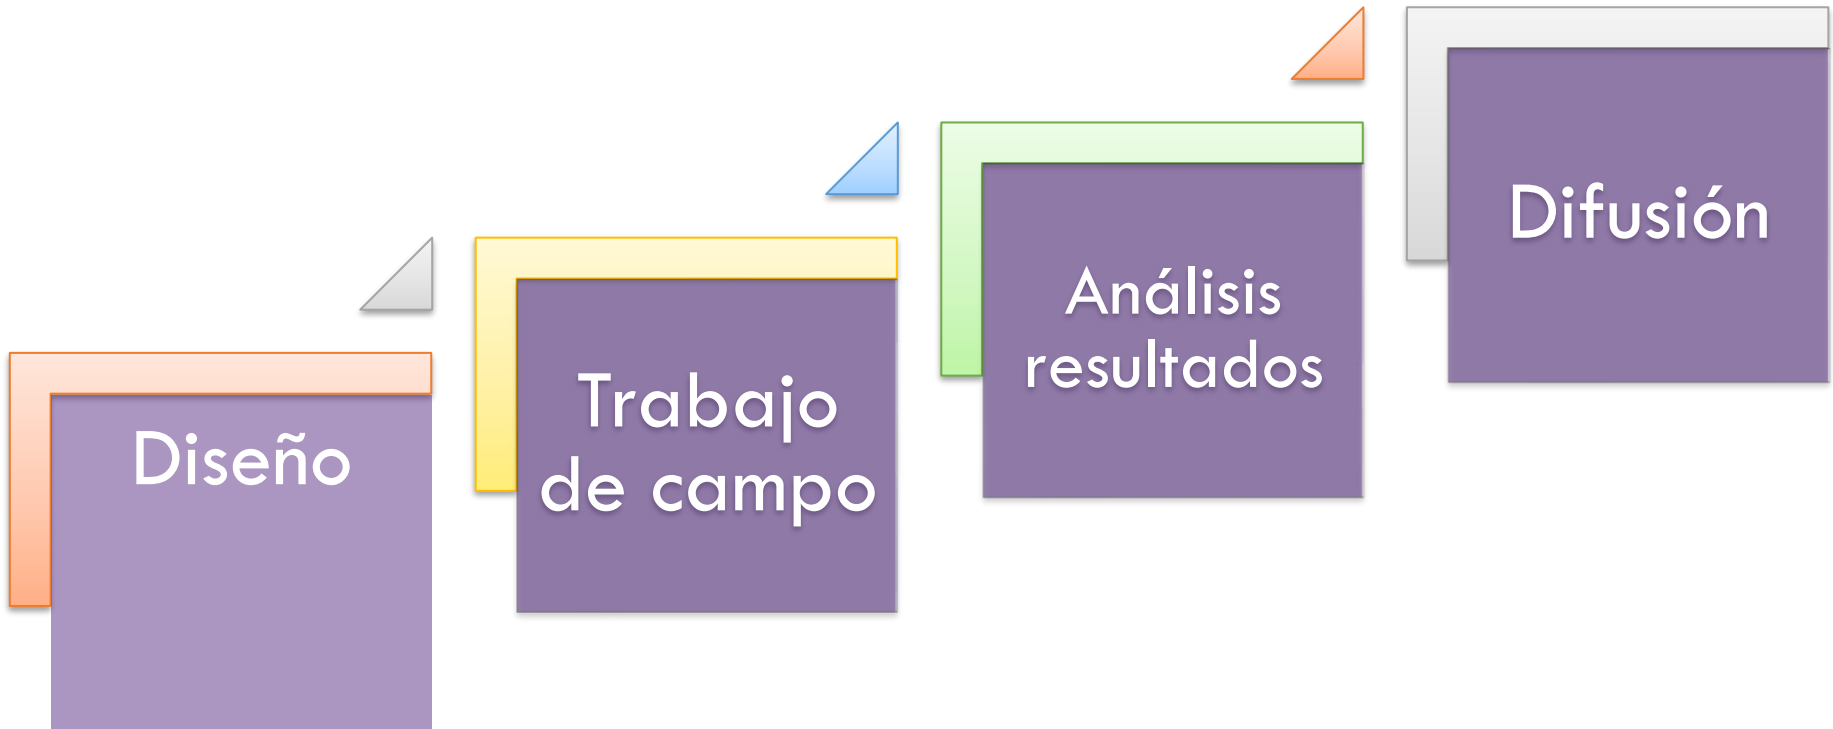 Diseño
Trabajo
de campo
Análisis
resultados
Difusión